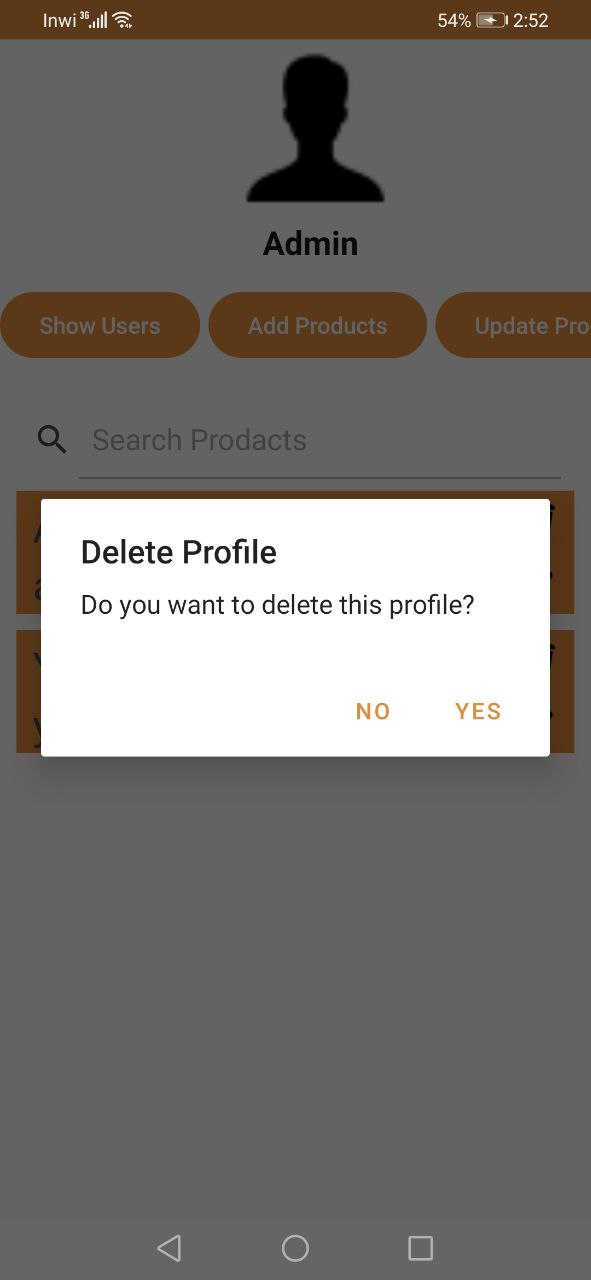 Inwi 3G 54% 2:52
Admin
Show Users Add Products Update Pro
Search Prodacts
Delete Profile
Do you want to delete this profile?
NO YES